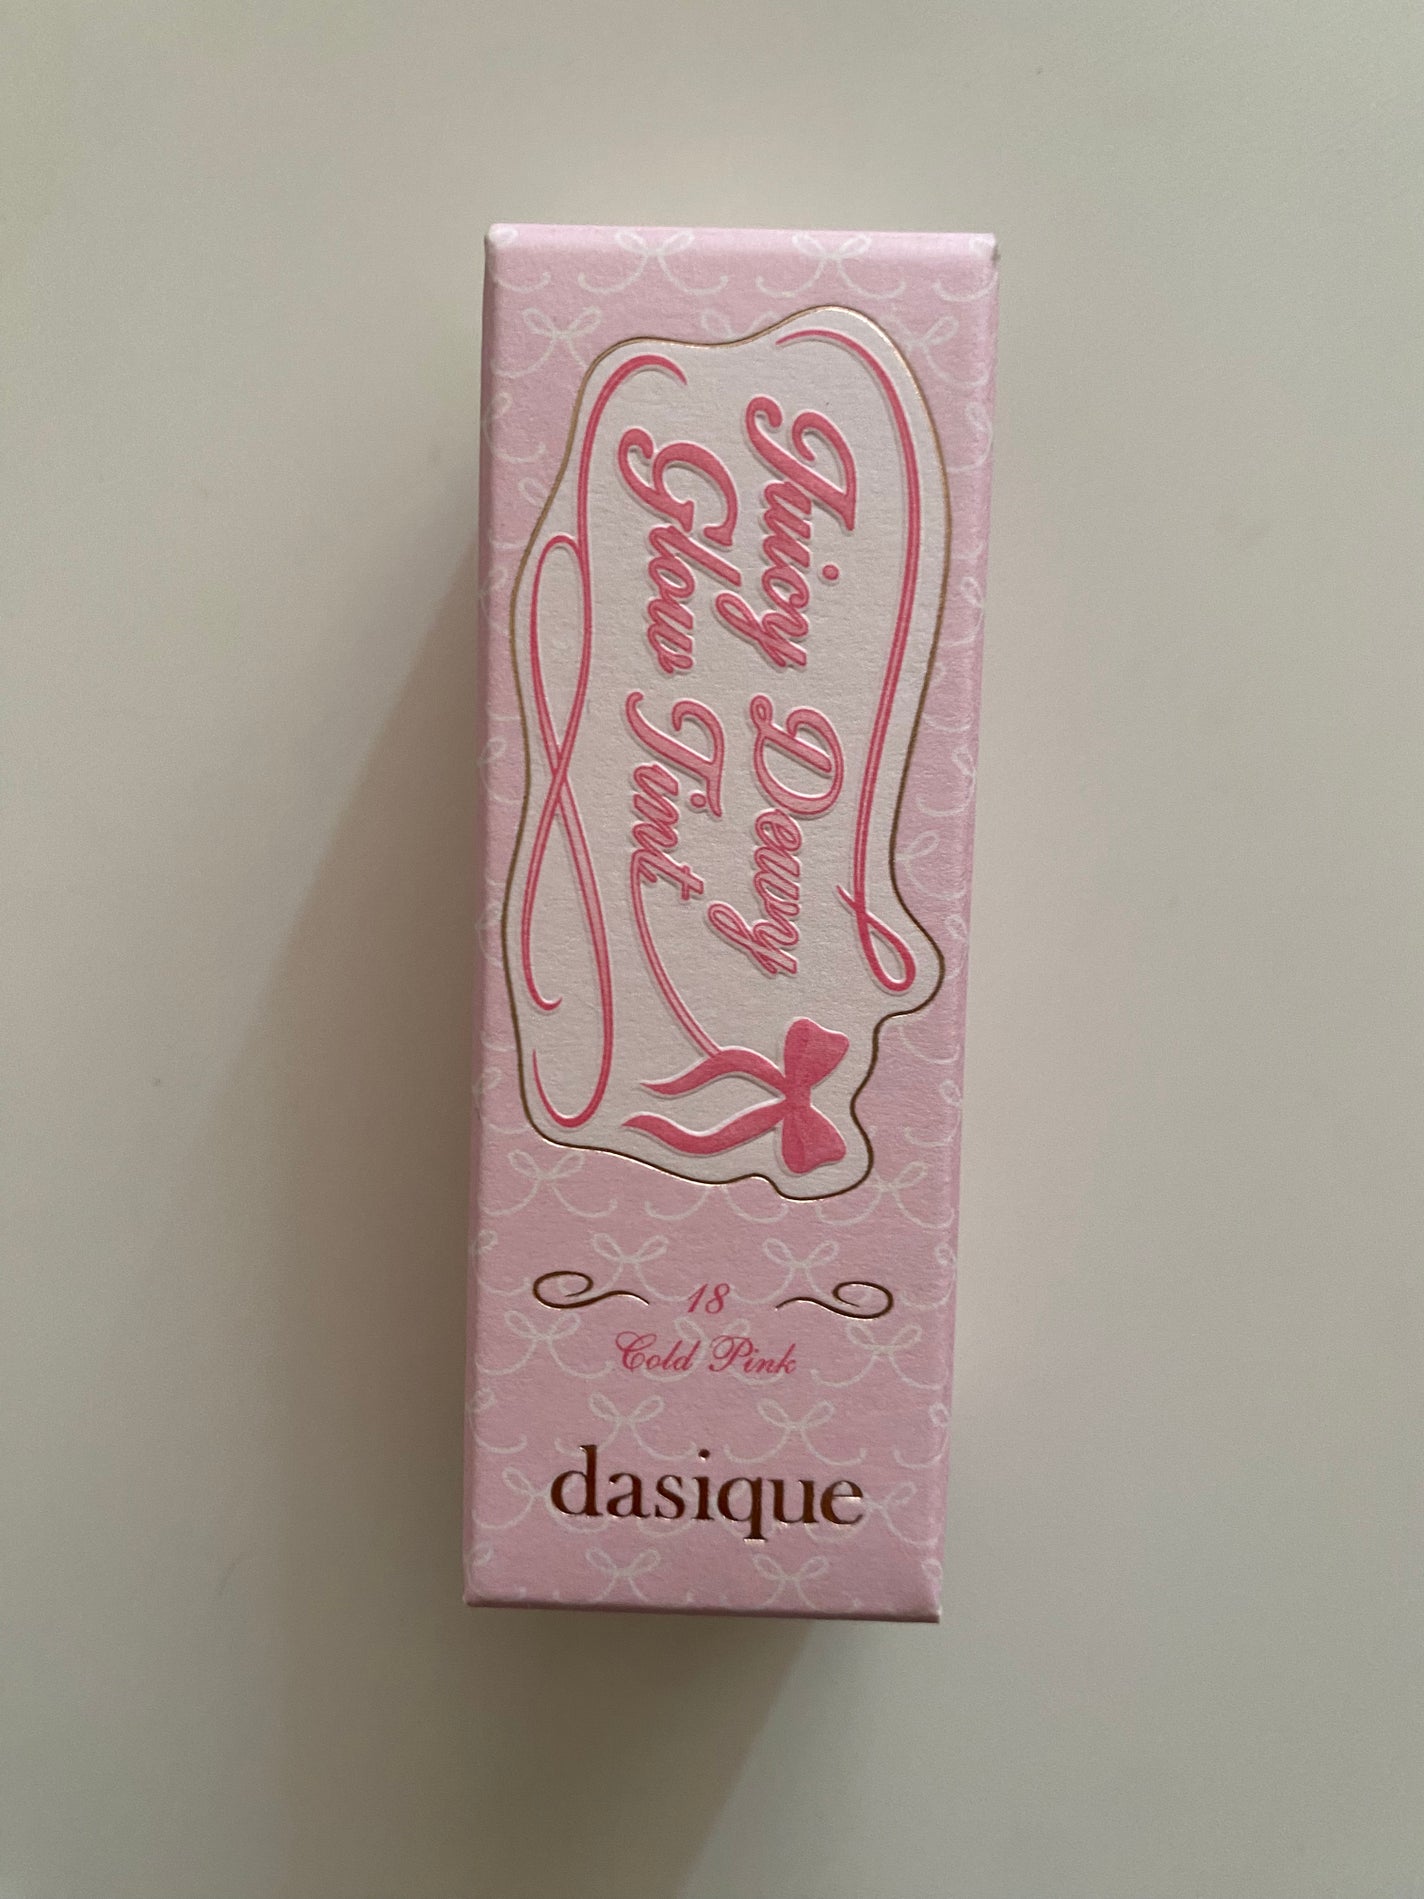 Juicy Dewy
Glow Tint
18
Cold Pink
dasique